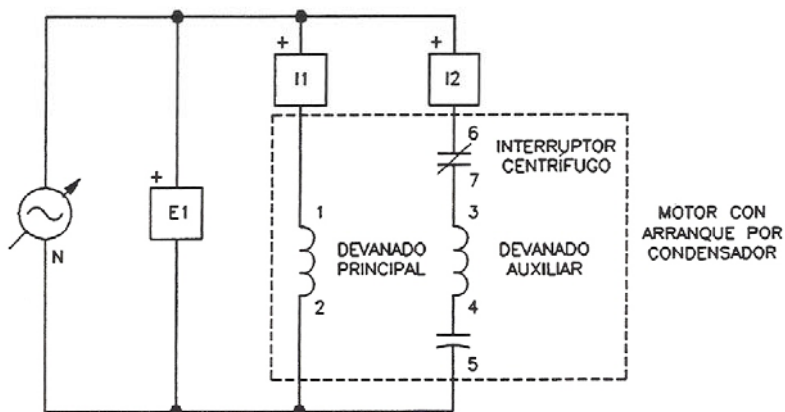 +
+
I1
I2
6
INTERRUPTOR
CENTRÍFUGO
7
+
E1
N
1
3
DEVANADO
PRINCIPAL
DEVANADO
AUXILIAR
MOTOR CON
ARRANQUE POR
CONDENSADOR
2
4
5